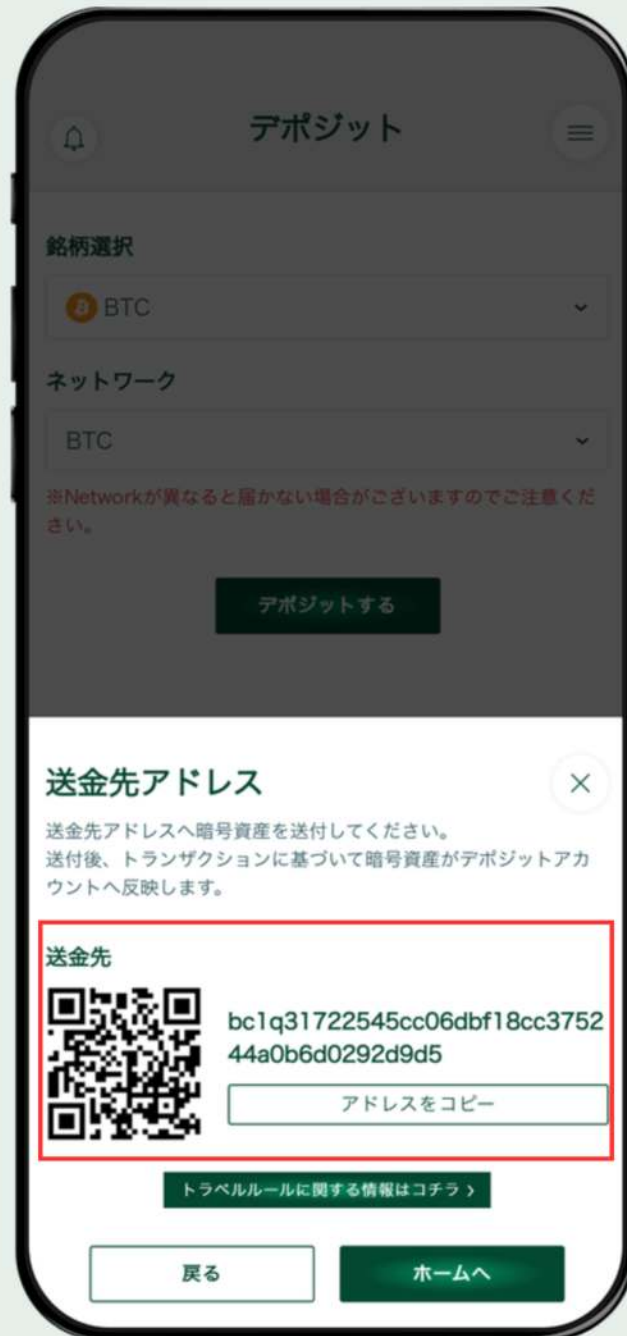 デポジット
銘柄選択
BTC
ネットワーク
BTC
※Networkが異なると届かない場合がございますのでご注意くだ
さい。
デポジットする
送金先アドレス
送金先アドレスへ暗号資産を送付してください。
送付後、トランザクションに基づいて暗号資産がデポジットアカ
ウントへ反映します。
送金先
bc1q31722545cc06dbf18cc3752
44a0b6d0292d9d5
アドレスをコピー
トラベルルールに関する情報はコチラ
戻る
ホームへ